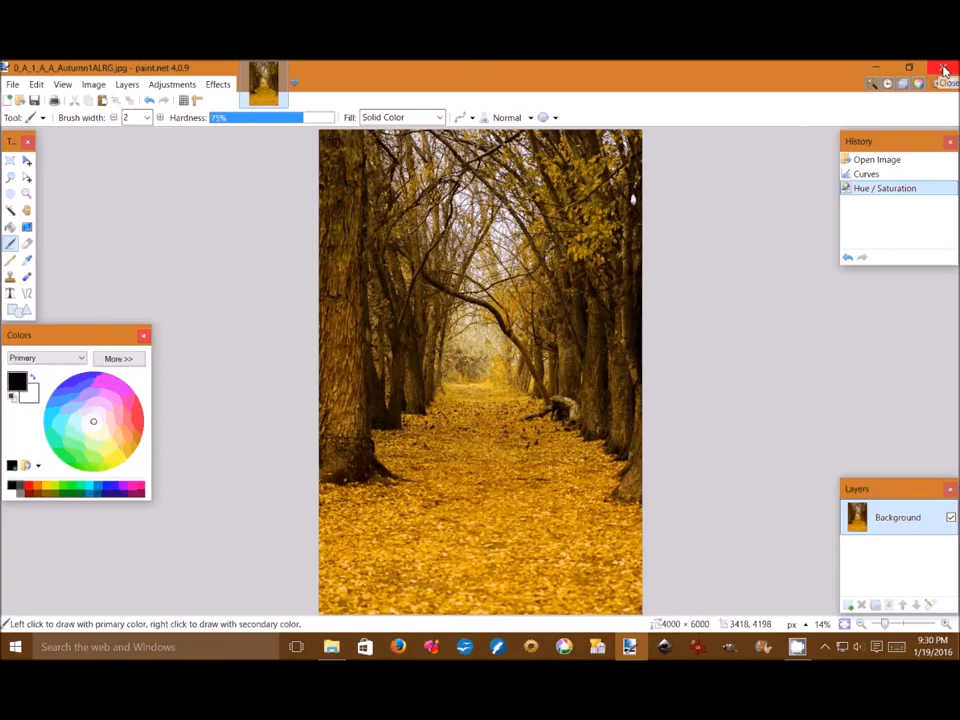 0_A_1_A_A_Autumn1ALRG.jpg - paint.net 4.0.9
Close
File Edit View Image Layers Adjustments Effects
Tool: Brush width: 2 Hardness: 75% Fill: Solid Color Normal
T...
History
Open Image
Curves
Hue / Saturation
Colors
Primary More >>
Layers
Background
Left click to draw with primary color, right click to draw with secondary color. 4000 × 6000 3418, 4198 px 14%
Search the web and Windows
9:30 PM
1/19/2016